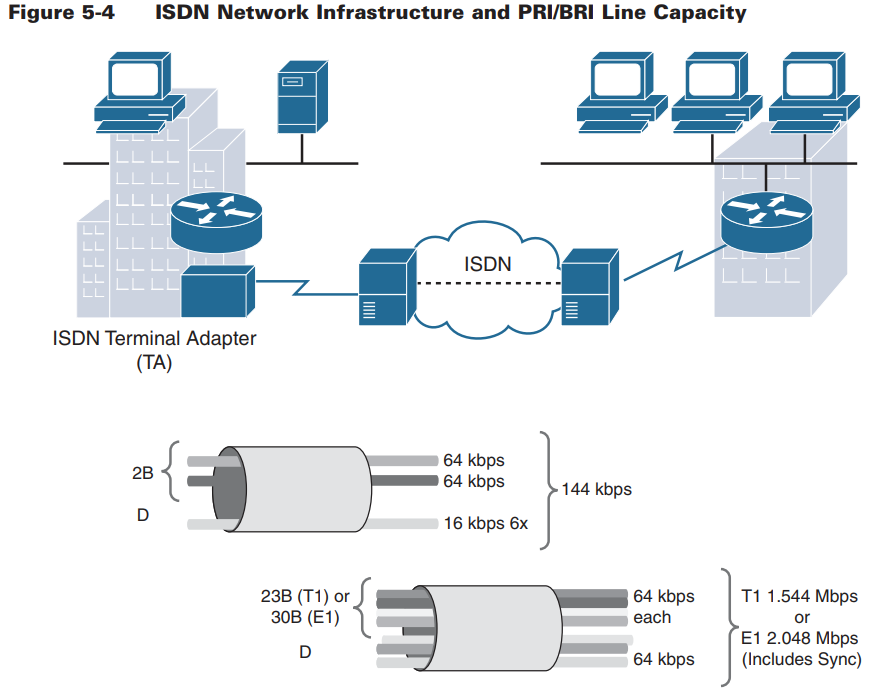 Figure 5-4 ISDN Network Infrastructure and PRI/BRI Line Capacity
ISDN
ISDN Terminal Adapter
(TA)
2B
D
64 kbps
64 kbps
16 kbps 6x
144 kbps
23B (T1) or
30B (E1)
D
64 kbps
each
64 kbps
T1 1.544 Mbps
or
E1 2.048 Mbps
(Includes Sync)